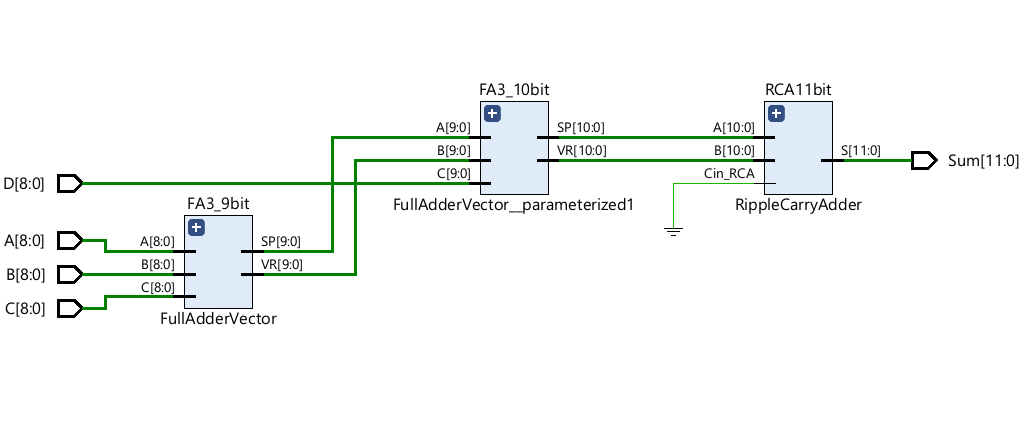 FA3_10bit
RCA11bit
A[9:0]
SP[10:0]
A[10:0]
B[9:0]
VR[10:0]
B[10:0]
S[11:0]
Sum[11:0]
C[9:0]
Cin_RCA
D[8:0]
FullAdderVector__parameterized1
RippleCarryAdder
FA3_9bit
A[8:0]
A[8:0]
SP[9:0]
B[8:0]
B[8:0]
VR[9:0]
C[8:0]
C[8:0]
FullAdderVector